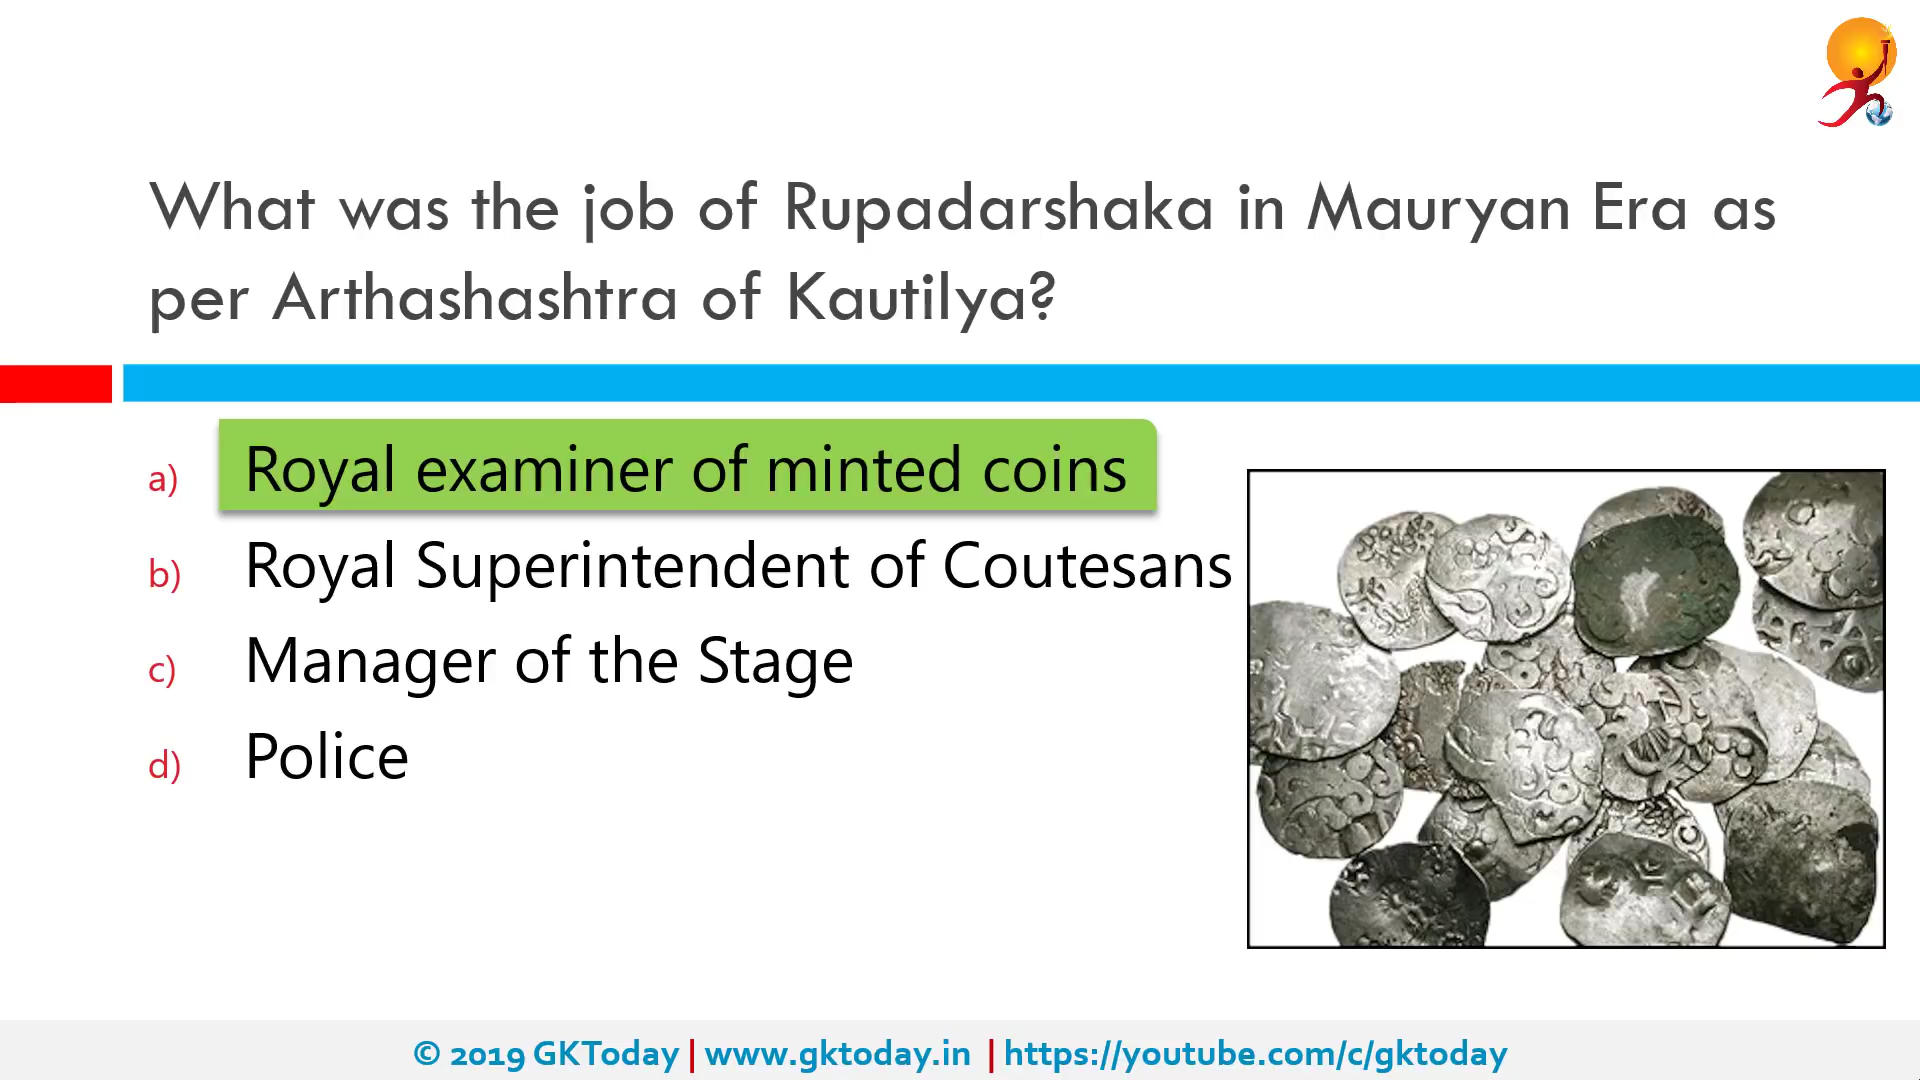 What was the job of Rupadarshaka in Mauryan Era as
per Arthashashtra of Kautilya?
a) Royal examiner of minted coins
b) Royal Superintendent of Coutesans
c) Manager of the Stage
d) Police
© 2019 GKToday | www.gktoday.in | https://youtube.com/c/gktoday